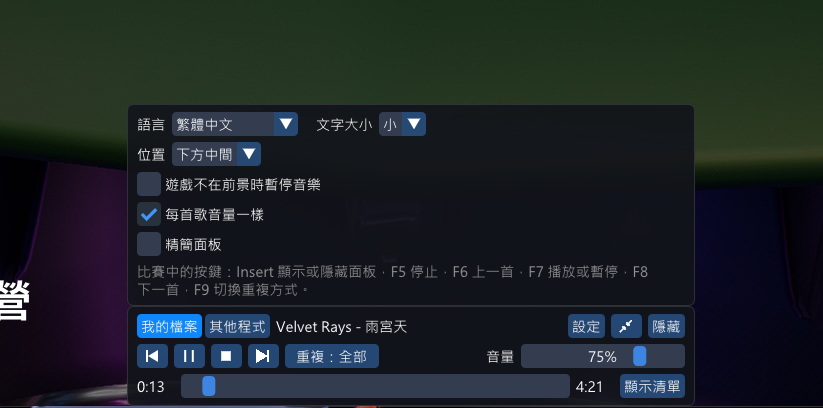 語言 繁體中文 文字大小 小
位置 下方中間
遊戲不在前景時暫停音樂
每首歌音量一樣
精簡面板
比賽中的按鍵：Insert 顯示或隱藏面板，F5 停止，F6 上一首，F7 播放或暫停，F8
下一首，F9 切換重複方式。
營
我的檔案 其他程式 Velvet Rays - 雨宮天 設定 隱藏
重複：全部 音量 75%
0:13 4:21 顯示清單